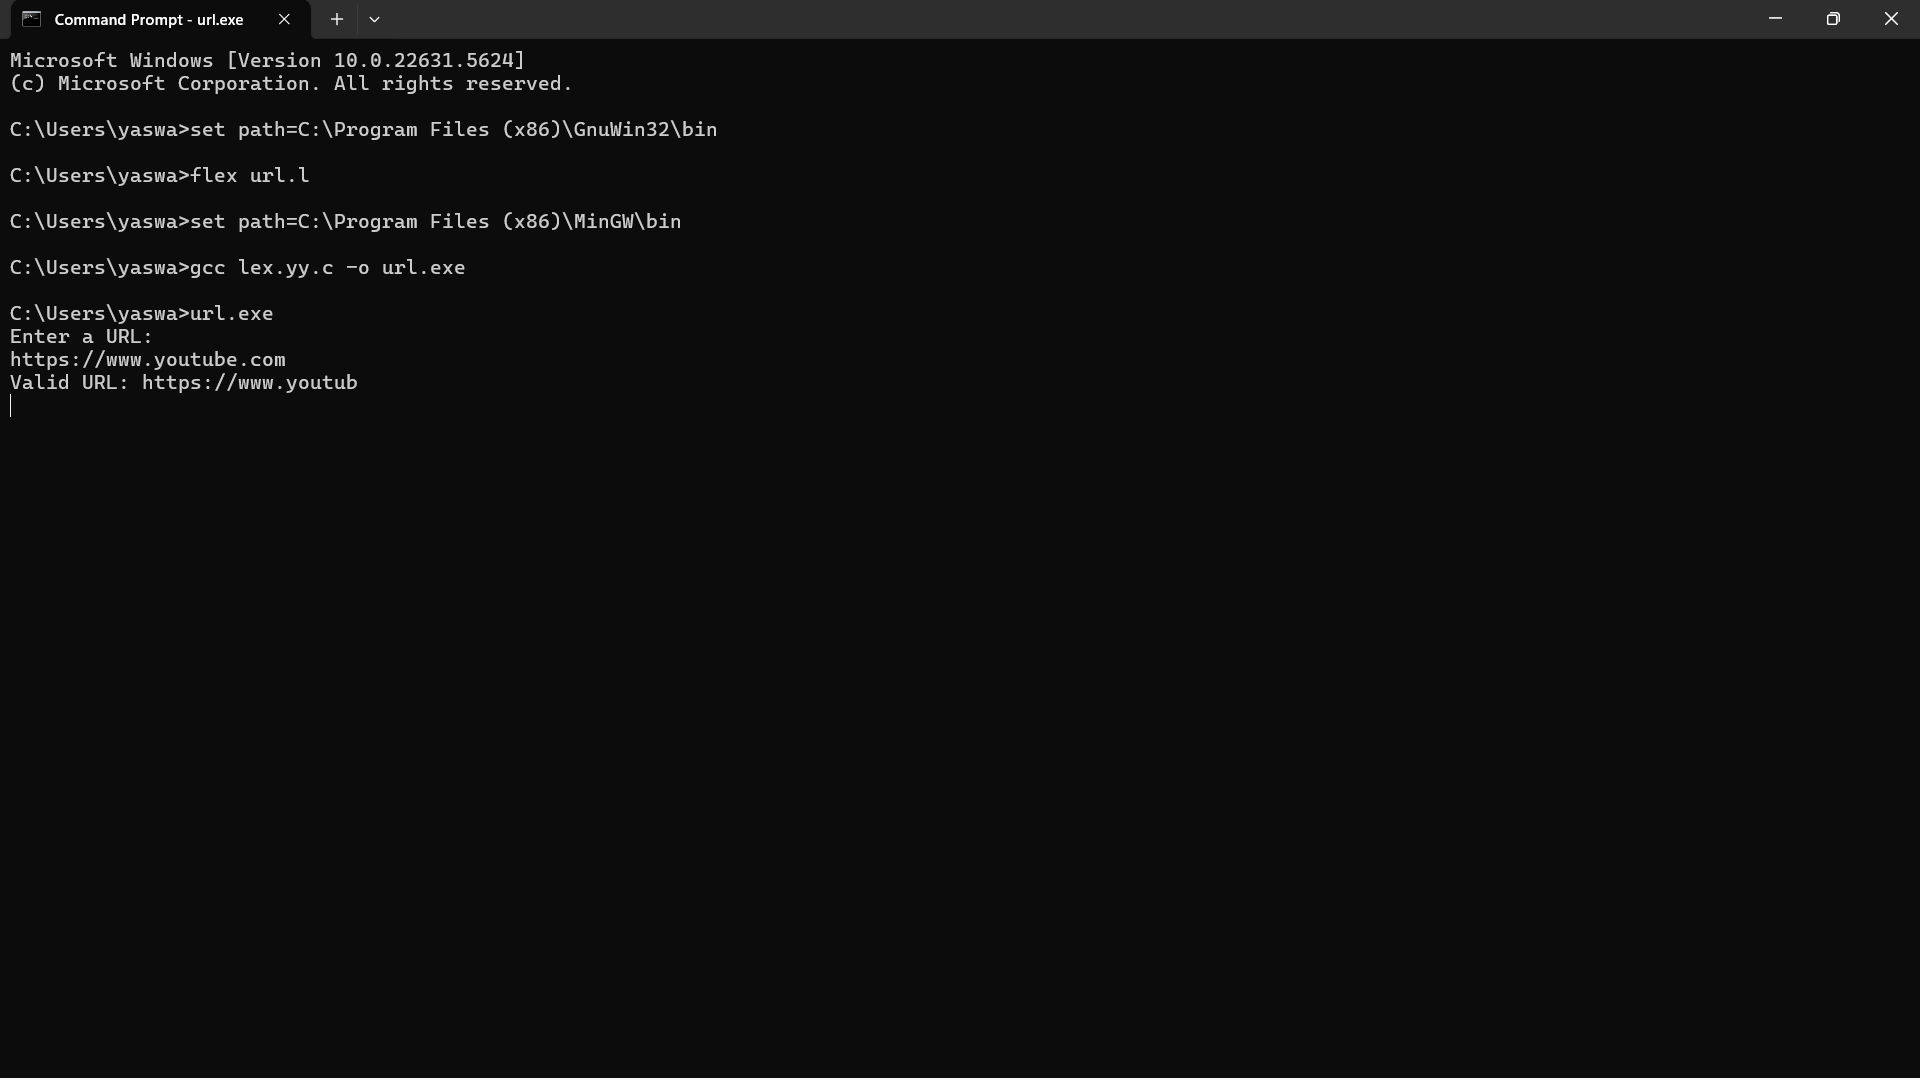 Command Prompt - url.exe
Microsoft Windows [Version 10.0.22631.5624]
(c) Microsoft Corporation. All rights reserved.
C:\Users\yaswa>set path=C:\Program Files (x86)\GnuWin32\bin
C:\Users\yaswa>flex url.l
C:\Users\yaswa>set path=C:\Program Files (x86)\MinGW\bin
C:\Users\yaswa>gcc lex.yy.c -o url.exe
C:\Users\yaswa>url.exe
Enter a URL:
https://www.youtube.com
Valid URL: https://www.youtub